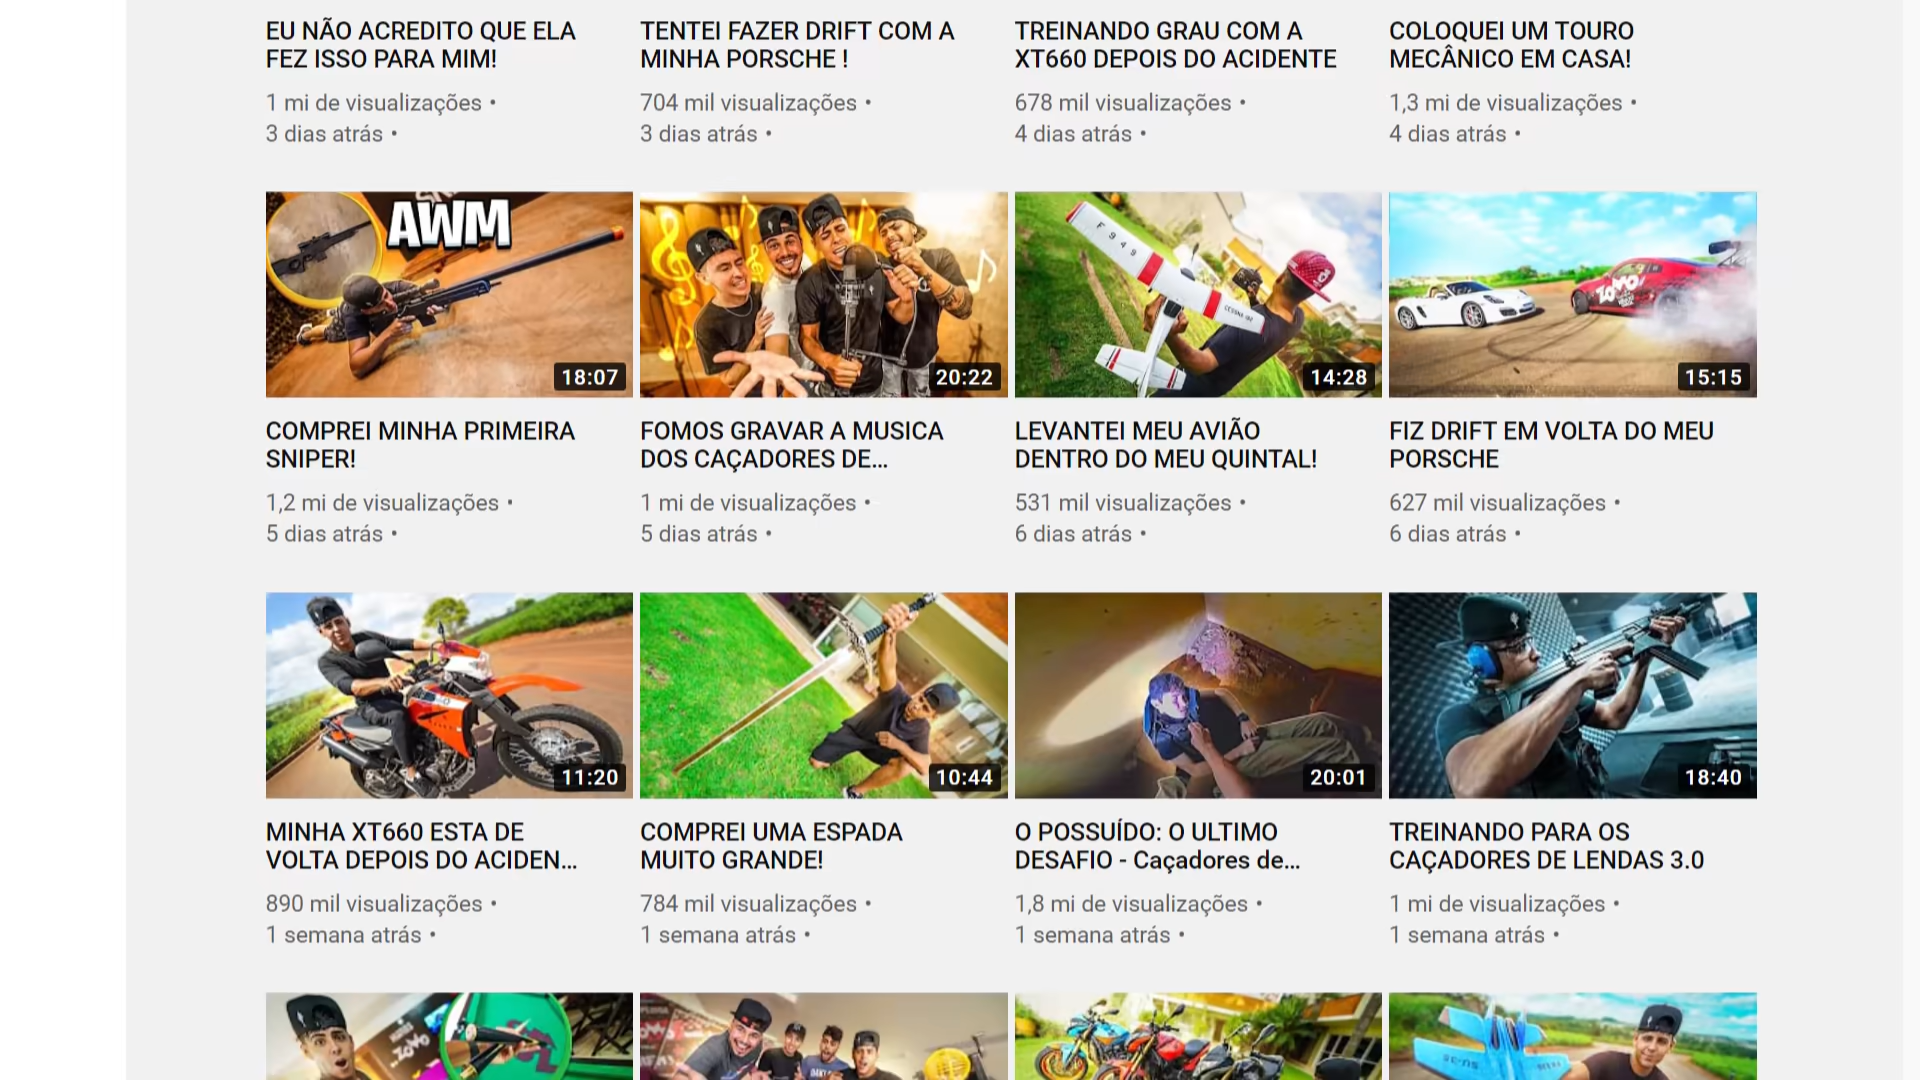 EU NÃO ACREDITO QUE ELA
FEZ ISSO PARA MIM!
1 mi de visualizações •
3 dias atrás •
TENTEI FAZER DRIFT COM A
MINHA PORSCHE !
704 mil visualizações •
3 dias atrás •
TREINANDO GRAU COM A
XT660 DEPOIS DO ACIDENTE
678 mil visualizações •
4 dias atrás •
COLOQUEI UM TOURO
MECÂNICO EM CASA!
1,3 mi de visualizações •
4 dias atrás •
AWM
18:07
COMPREI MINHA PRIMEIRA
SNIPER!
1,2 mi de visualizações •
5 dias atrás •
20:22
FOMOS GRAVAR A MUSICA
DOS CAÇADORES DE...
1 mi de visualizações •
5 dias atrás •
F949
CESSNA 182
14:28
LEVANTEI MEU AVIÃO
DENTRO DO MEU QUINTAL!
531 mil visualizações •
6 dias atrás •
ZOMO
15:15
FIZ DRIFT EM VOLTA DO MEU
PORSCHE
627 mil visualizações •
6 dias atrás •
11:20
MINHA XT660 ESTA DE
VOLTA DEPOIS DO ACIDEN...
890 mil visualizações •
1 semana atrás •
10:44
COMPREI UMA ESPADA
MUITO GRANDE!
784 mil visualizações •
1 semana atrás •
20:01
O POSSUÍDO: O ULTIMO
DESAFIO - Caçadores de...
1,8 mi de visualizações •
1 semana atrás •
18:40
TREINANDO PARA OS
CAÇADORES DE LENDAS 3.0
1 mi de visualizações •
1 semana atrás •
ZOMO
SU-35